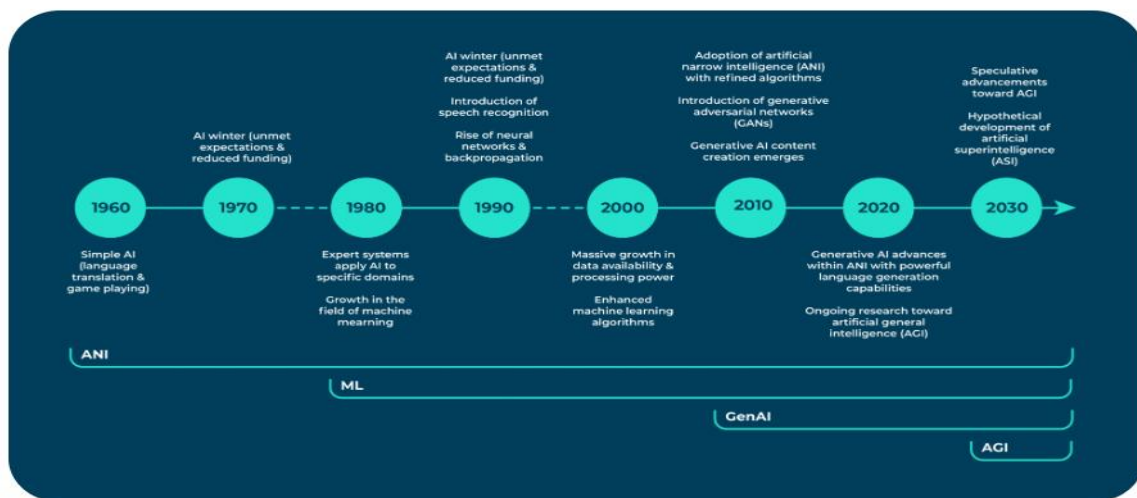 AI winter (unmet
expectations &
reduced funding)
Introduction of
speech recognition
Rise of neural
networks &
backpropagation
Adoption of artificial
narrow intelligence (ANI)
with refined algorithms
Introduction of generative
adversarial networks
(GANs)
Generative AI content
creation emerges
Speculative
advancements
toward AGI
Hypothetical
development of
artificial
superintelligence
(ASI)
AI winter (unmet
expectations &
reduced funding)
1960
1970
1980
1990
2000
2010
2020
2030
Simple AI
(language
translation &
game playing)
Expert systems
apply AI to
specific domains
Growth in the
field of machine
mearning
Massive growth in
data availability &
processing power
Enhanced
machine learning
algorithms
Generative AI advances
within ANI with powerful
language generation
capabilities
Ongoing research toward
artificial general
intelligence (AGI)
ANI
ML
GenAI
AGI